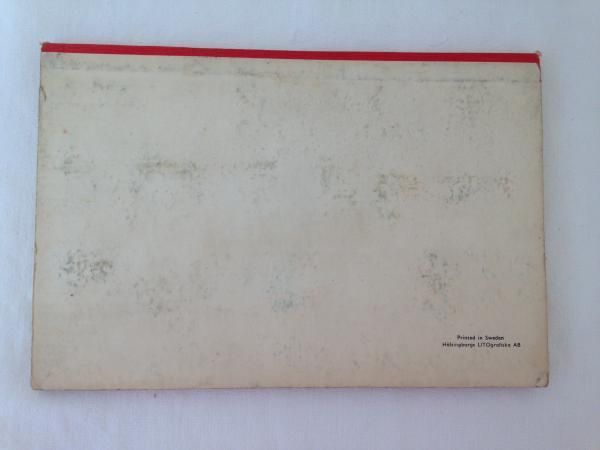 Printed in Sweden
Hälsingborgs LITOgrafiska AB